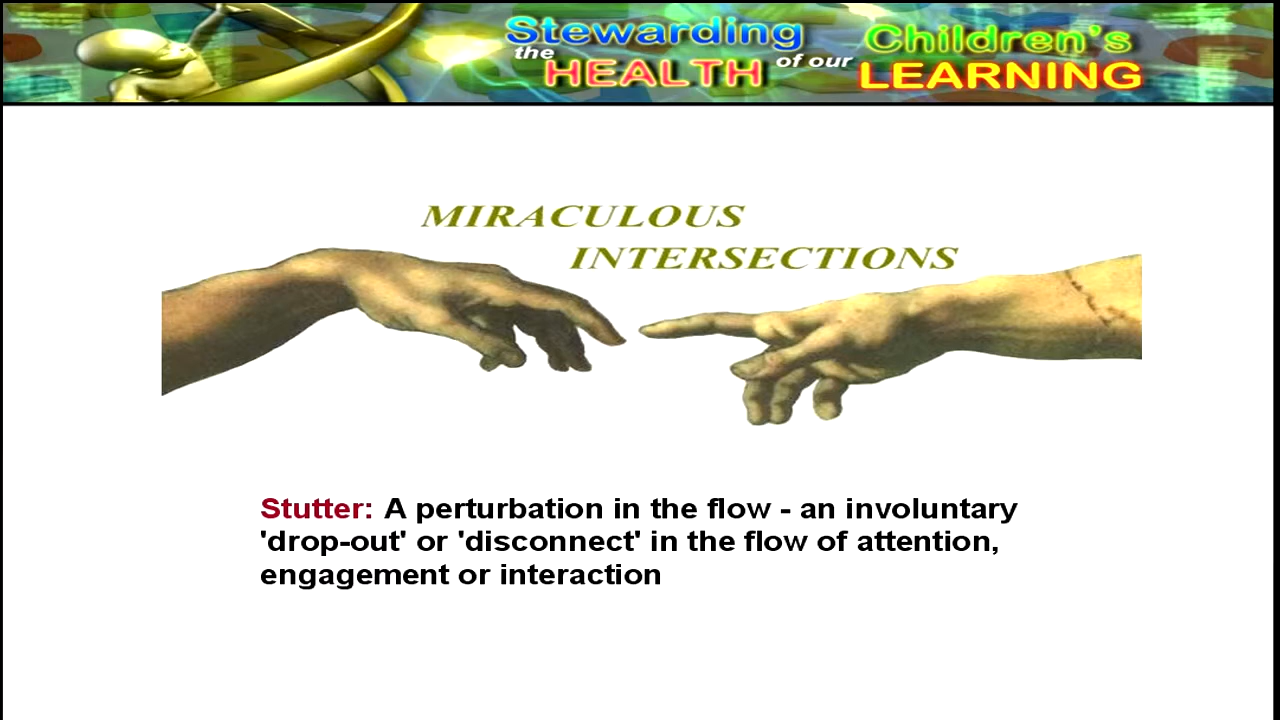 Stewarding
the HEALTH of our
Children's
LEARNING
MIRACULOUS
INTERSECTIONS
Stutter: A perturbation in the flow - an involuntary
'drop-out' or 'disconnect' in the flow of attention,
engagement or interaction